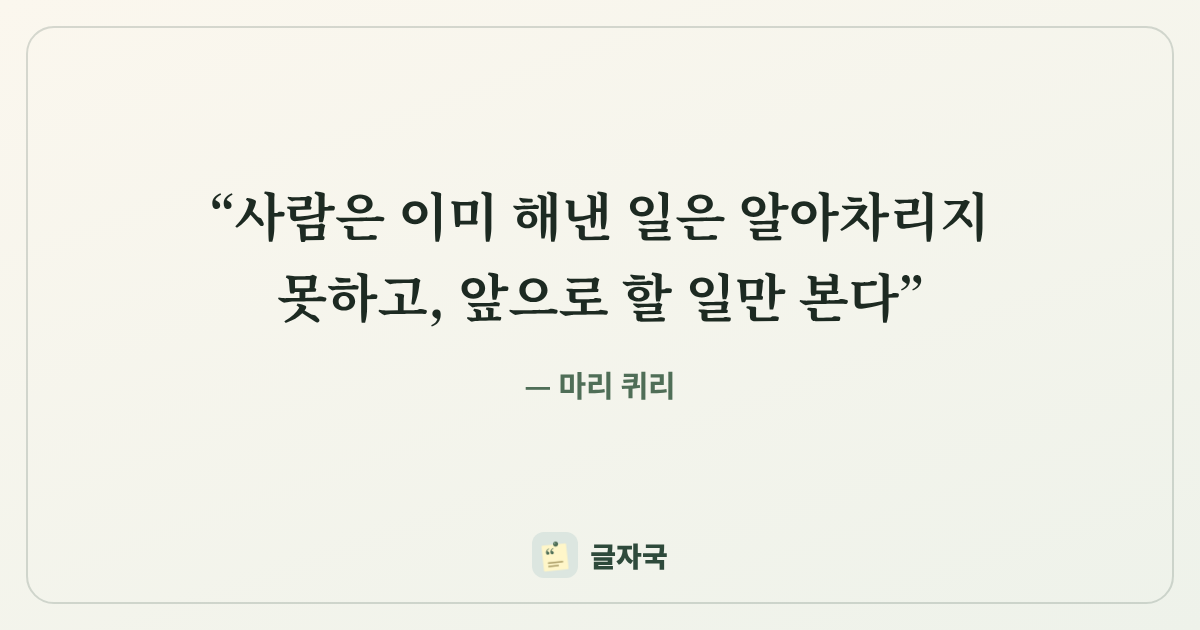 “사람은 이미 해낸 일은 알아차리지
못하고, 앞으로 할 일만 본다”
— 마리 퀴리
글자국